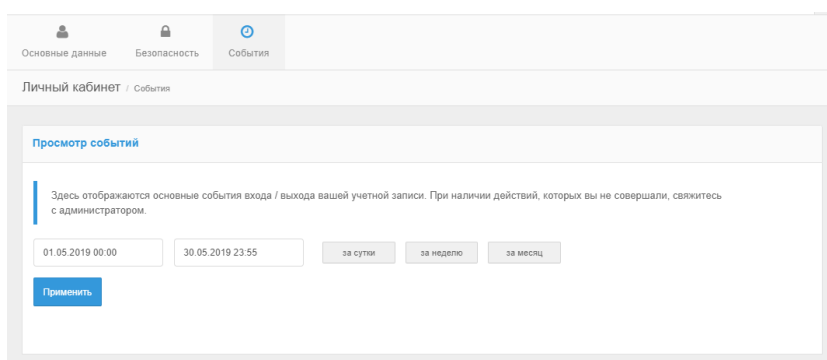 Основные данные Безопасность События
Личный кабинет / События
Просмотр событий
Здесь отображаются основные события входа / выхода вашей учетной записи. При наличии действий, которых вы не совершали, свяжитесь
с администратором.
01.05.2019 00:00 30.05.2019 23:55 за сутки за неделю за месяц
Применить